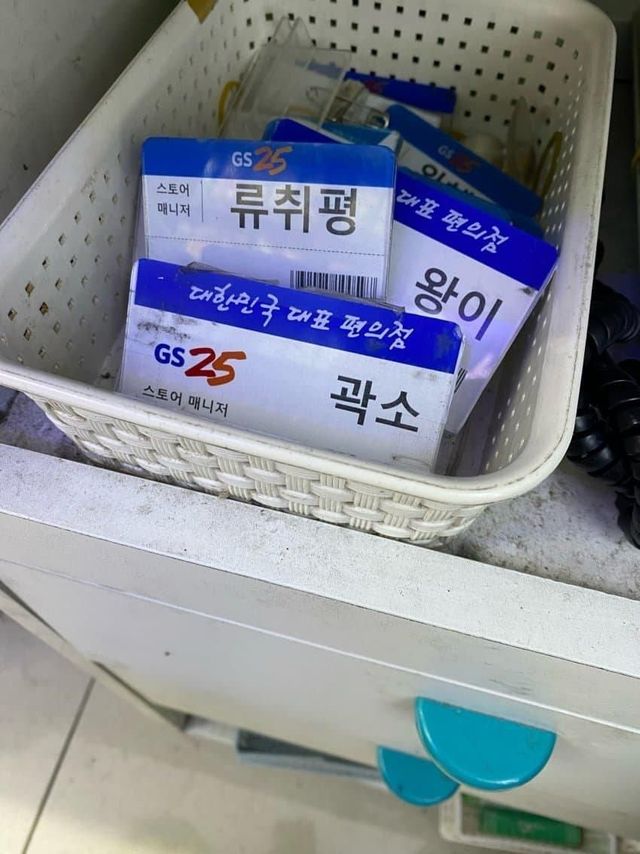 GS25
스토어
매니저
류취평
대표 편의점
왕이
대한민국 대표 편의점
GS25
스토어 매니저
곽소